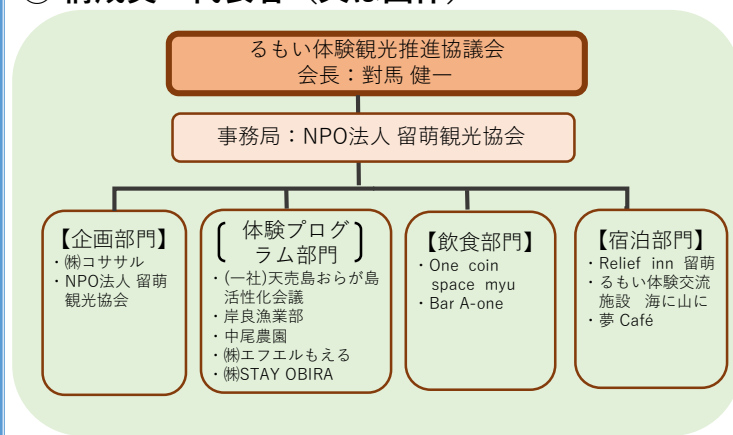 るもい体験観光推進協議会
会長：對馬 健一
事務局：NPO法人 留萌観光協会
【企画部門】
・㈱コササル
・NPO法人 留萌
観光協会
体験プログ
ラム部門
・(一社)天売島おらが島
活性化会議
・岸良漁業部
・中尾農園
・㈱エフエルもえる
・㈱STAY OBIRA
【飲食部門】
・One coin
space myu
・Bar A-one
【宿泊部門】
・Relief inn 留萌
・るもい体験交流
施設 海に山に
・夢 Café